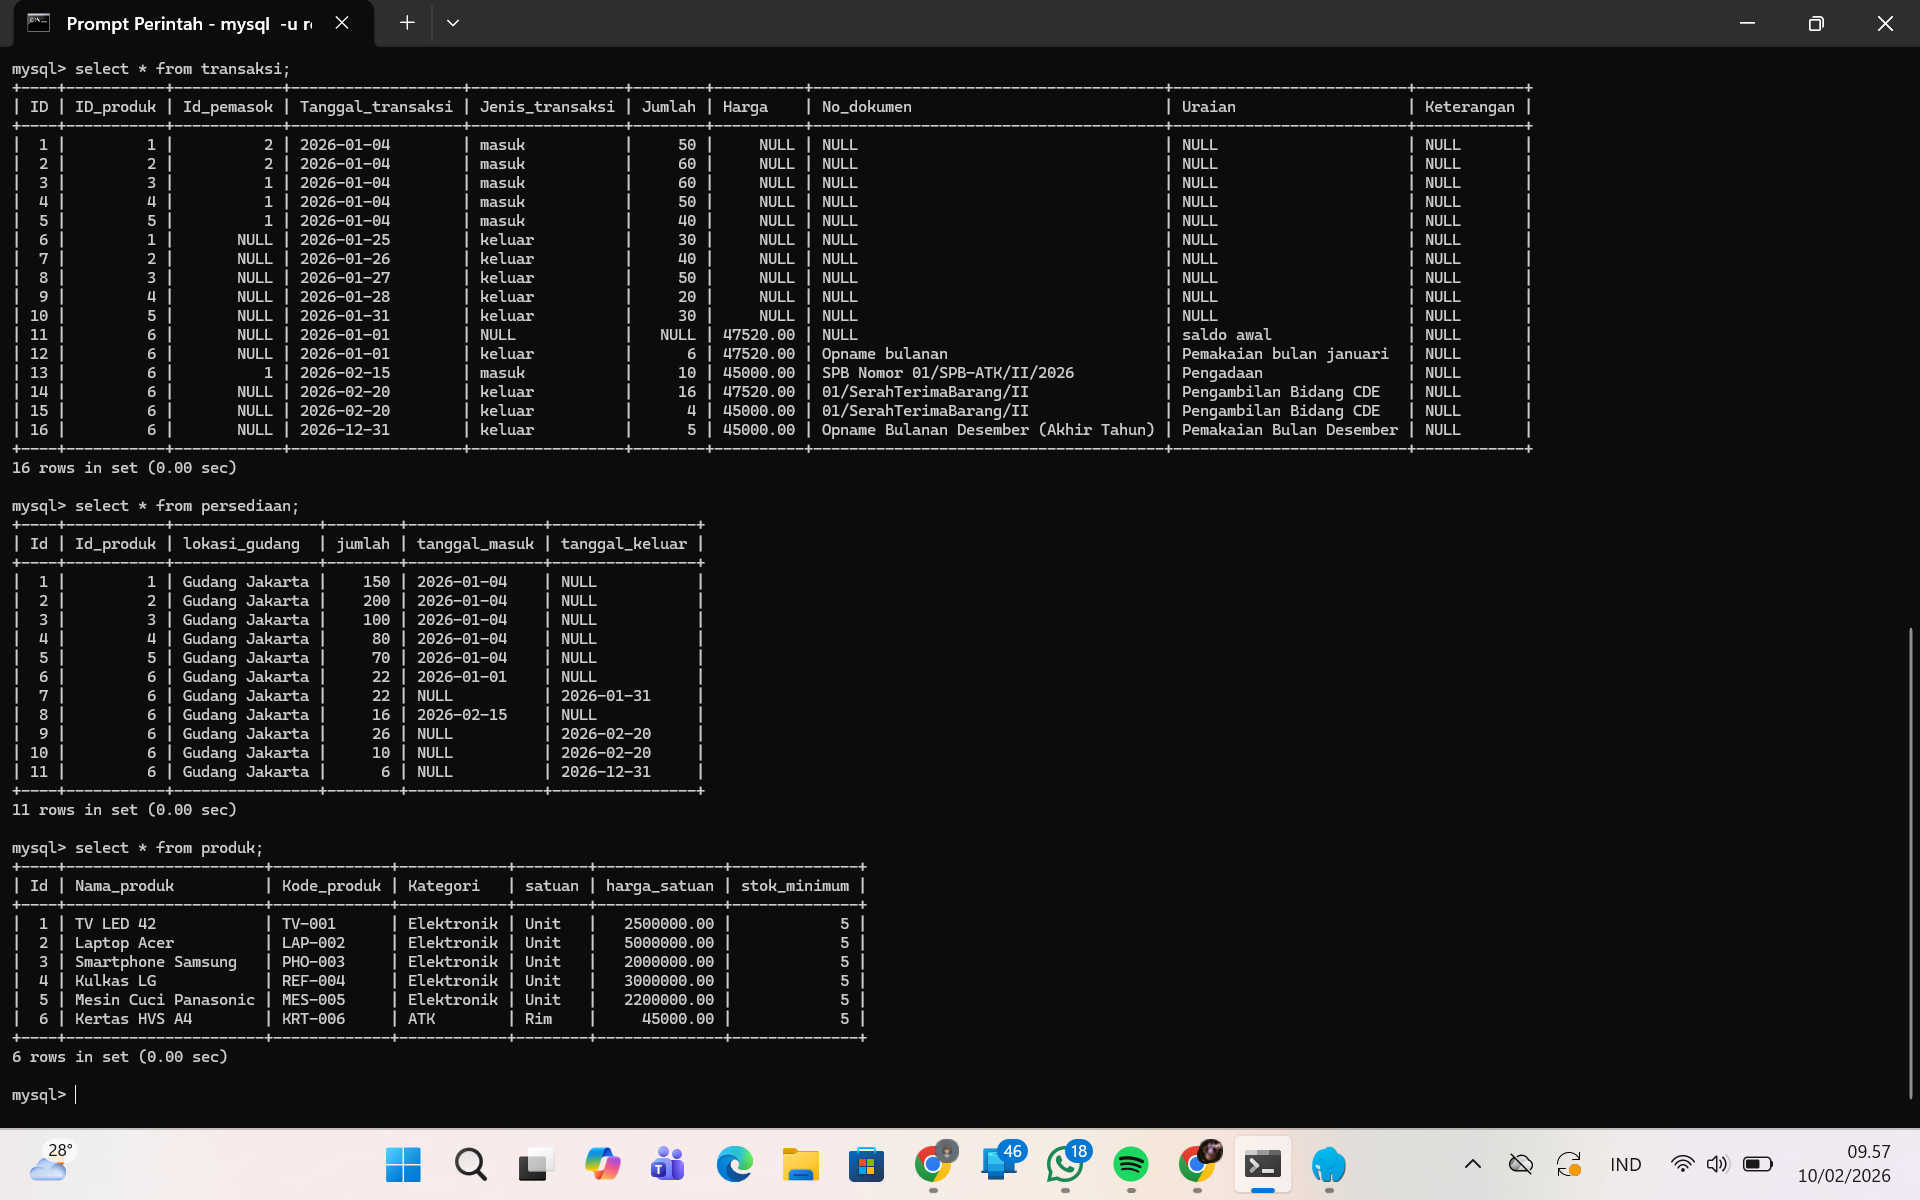 Prompt Perintah - mysql  -u r
mysql> select * from transaksi;
+----+-----------+------------+-------------------+-----------------+--------+----------+---------------------------------------+--------------------------+------------+
| ID | ID_produk | Id_pemasok | Tanggal_transaksi | Jenis_transaksi | Jumlah | Harga    | No_dokumen                            | Uraian                   | Keterangan |
+----+-----------+------------+-------------------+-----------------+--------+----------+---------------------------------------+--------------------------+------------+
|  1 |         1 |          2 | 2026-01-04        | masuk           |     50 |     NULL | NULL                                  | NULL                     | NULL       |
|  2 |         2 |          2 | 2026-01-04        | masuk           |     60 |     NULL | NULL                                  | NULL                     | NULL       |
|  3 |         3 |          1 | 2026-01-04        | masuk           |     60 |     NULL | NULL                                  | NULL                     | NULL       |
|  4 |         4 |          1 | 2026-01-04        | masuk           |     50 |     NULL | NULL                                  | NULL                     | NULL       |
|  5 |         5 |          1 | 2026-01-04        | masuk           |     40 |     NULL | NULL                                  | NULL                     | NULL       |
|  6 |         1 |       NULL | 2026-01-25        | keluar          |     30 |     NULL | NULL                                  | NULL                     | NULL       |
|  7 |         2 |       NULL | 2026-01-26        | keluar          |     40 |     NULL | NULL                                  | NULL                     | NULL       |
|  8 |         3 |       NULL | 2026-01-27        | keluar          |     50 |     NULL | NULL                                  | NULL                     | NULL       |
|  9 |         4 |       NULL | 2026-01-28        | keluar          |     20 |     NULL | NULL                                  | NULL                     | NULL       |
| 10 |         5 |       NULL | 2026-01-31        | keluar          |     30 |     NULL | NULL                                  | NULL                     | NULL       |
| 11 |         6 |       NULL | 2026-01-01        | NULL            |   NULL | 47520.00 | NULL                                  | saldo awal               | NULL       |
| 12 |         6 |       NULL | 2026-01-01        | keluar          |      6 | 47520.00 | Opname bulanan                        | Pemakaian bulan januari  | NULL       |
| 13 |         6 |          1 | 2026-02-15        | masuk           |     10 | 45000.00 | SPB Nomor 01/SPB-ATK/II/2026          | Pengadaan                | NULL       |
| 14 |         6 |       NULL | 2026-02-20        | keluar          |     16 | 47520.00 | 01/SerahTerimaBarang/II               | Pengambilan Bidang CDE   | NULL       |
| 15 |         6 |       NULL | 2026-02-20        | keluar          |      4 | 45000.00 | 01/SerahTerimaBarang/II               | Pengambilan Bidang CDE   | NULL       |
| 16 |         6 |       NULL | 2026-12-31        | keluar          |      5 | 45000.00 | Opname Bulanan Desember (Akhir Tahun) | Pemakaian Bulan Desember | NULL       |
+----+-----------+------------+-------------------+-----------------+--------+----------+---------------------------------------+--------------------------+------------+
16 rows in set (0.00 sec)
mysql> select * from persediaan;
+----+-----------+----------------+--------+---------------+----------------+
| Id | Id_produk | lokasi_gudang  | jumlah | tanggal_masuk | tanggal_keluar |
+----+-----------+----------------+--------+---------------+----------------+
|  1 |         1 | Gudang Jakarta |    150 | 2026-01-04    | NULL           |
|  2 |         2 | Gudang Jakarta |    200 | 2026-01-04    | NULL           |
|  3 |         3 | Gudang Jakarta |    100 | 2026-01-04    | NULL           |
|  4 |         4 | Gudang Jakarta |     80 | 2026-01-04    | NULL           |
|  5 |         5 | Gudang Jakarta |     70 | 2026-01-04    | NULL           |
|  6 |         6 | Gudang Jakarta |     22 | 2026-01-01    | NULL           |
|  7 |         6 | Gudang Jakarta |     22 | NULL          | 2026-01-31     |
|  8 |         6 | Gudang Jakarta |     16 | 2026-02-15    | NULL           |
|  9 |         6 | Gudang Jakarta |     26 | NULL          | 2026-02-20     |
| 10 |         6 | Gudang Jakarta |     10 | NULL          | 2026-02-20     |
| 11 |         6 | Gudang Jakarta |      6 | NULL          | 2026-12-31     |
+----+-----------+----------------+--------+---------------+----------------+
11 rows in set (0.00 sec)
mysql> select * from produk;
+----+----------------------+-------------+------------+--------+--------------+--------------+
| Id | Nama_produk          | Kode_produk | Kategori   | satuan | harga_satuan | stok_minimum |
+----+----------------------+-------------+------------+--------+--------------+--------------+
|  1 | TV LED 42            | TV-001      | Elektronik | Unit   |   2500000.00 |            5 |
|  2 | Laptop Acer          | LAP-002     | Elektronik | Unit   |   5000000.00 |            5 |
|  3 | Smartphone Samsung   | PHO-003     | Elektronik | Unit   |   2000000.00 |            5 |
|  4 | Kulkas LG            | REF-004     | Elektronik | Unit   |   3000000.00 |            5 |
|  5 | Mesin Cuci Panasonic | MES-005     | Elektronik | Unit   |   2200000.00 |            5 |
|  6 | Kertas HVS A4        | KRT-006     | ATK        | Rim    |     45000.00 |            5 |
+----+----------------------+-------------+------------+--------+--------------+--------------+
6 rows in set (0.00 sec)
mysql>
28°
46
18
IND
09.57
10/02/2026